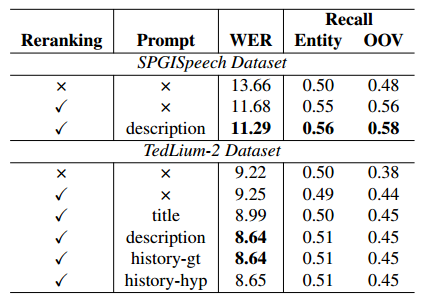 Recall
Reranking Prompt WER Entity OOV
SPGISpeech Dataset
× × 13.66 0.50 0.48
✓ × 11.68 0.55 0.56
✓ description 11.29 0.56 0.58
TedLium-2 Dataset
× × 9.22 0.50 0.38
✓ × 9.25 0.49 0.44
✓ title 8.99 0.50 0.45
✓ description 8.64 0.51 0.45
✓ history-gt 8.64 0.51 0.45
✓ history-hyp 8.65 0.51 0.45